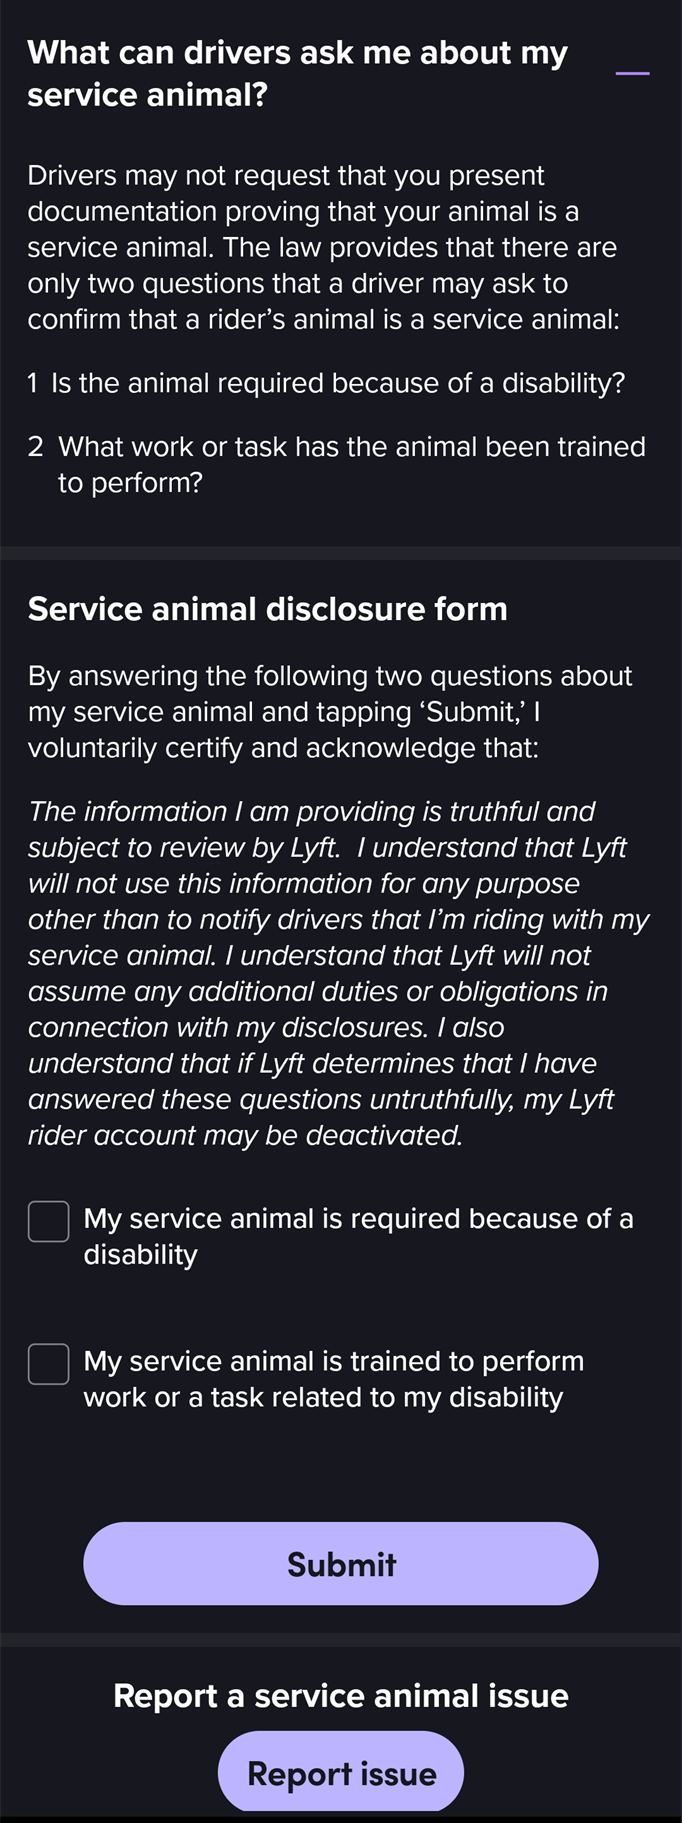 What can drivers ask me about my
service animal?
Drivers may not request that you present
documentation proving that your animal is a
service animal. The law provides that there are
only two questions that a driver may ask to
confirm that a rider’s animal is a service animal:
1 Is the animal required because of a disability?
2 What work or task has the animal been trained
to perform?
Service animal disclosure form
By answering the following two questions about
my service animal and tapping ‘Submit,’ I
voluntarily certify and acknowledge that:
The information I am providing is truthful and
subject to review by Lyft.  I understand that Lyft
will not use this information for any purpose
other than to notify drivers that I’m riding with my
service animal. I understand that Lyft will not
assume any additional duties or obligations in
connection with my disclosures. I also
understand that if Lyft determines that I have
answered these questions untruthfully, my Lyft
rider account may be deactivated.
My service animal is required because of a
disability
My service animal is trained to perform
work or a task related to my disability
Submit
Report a service animal issue
Report issue